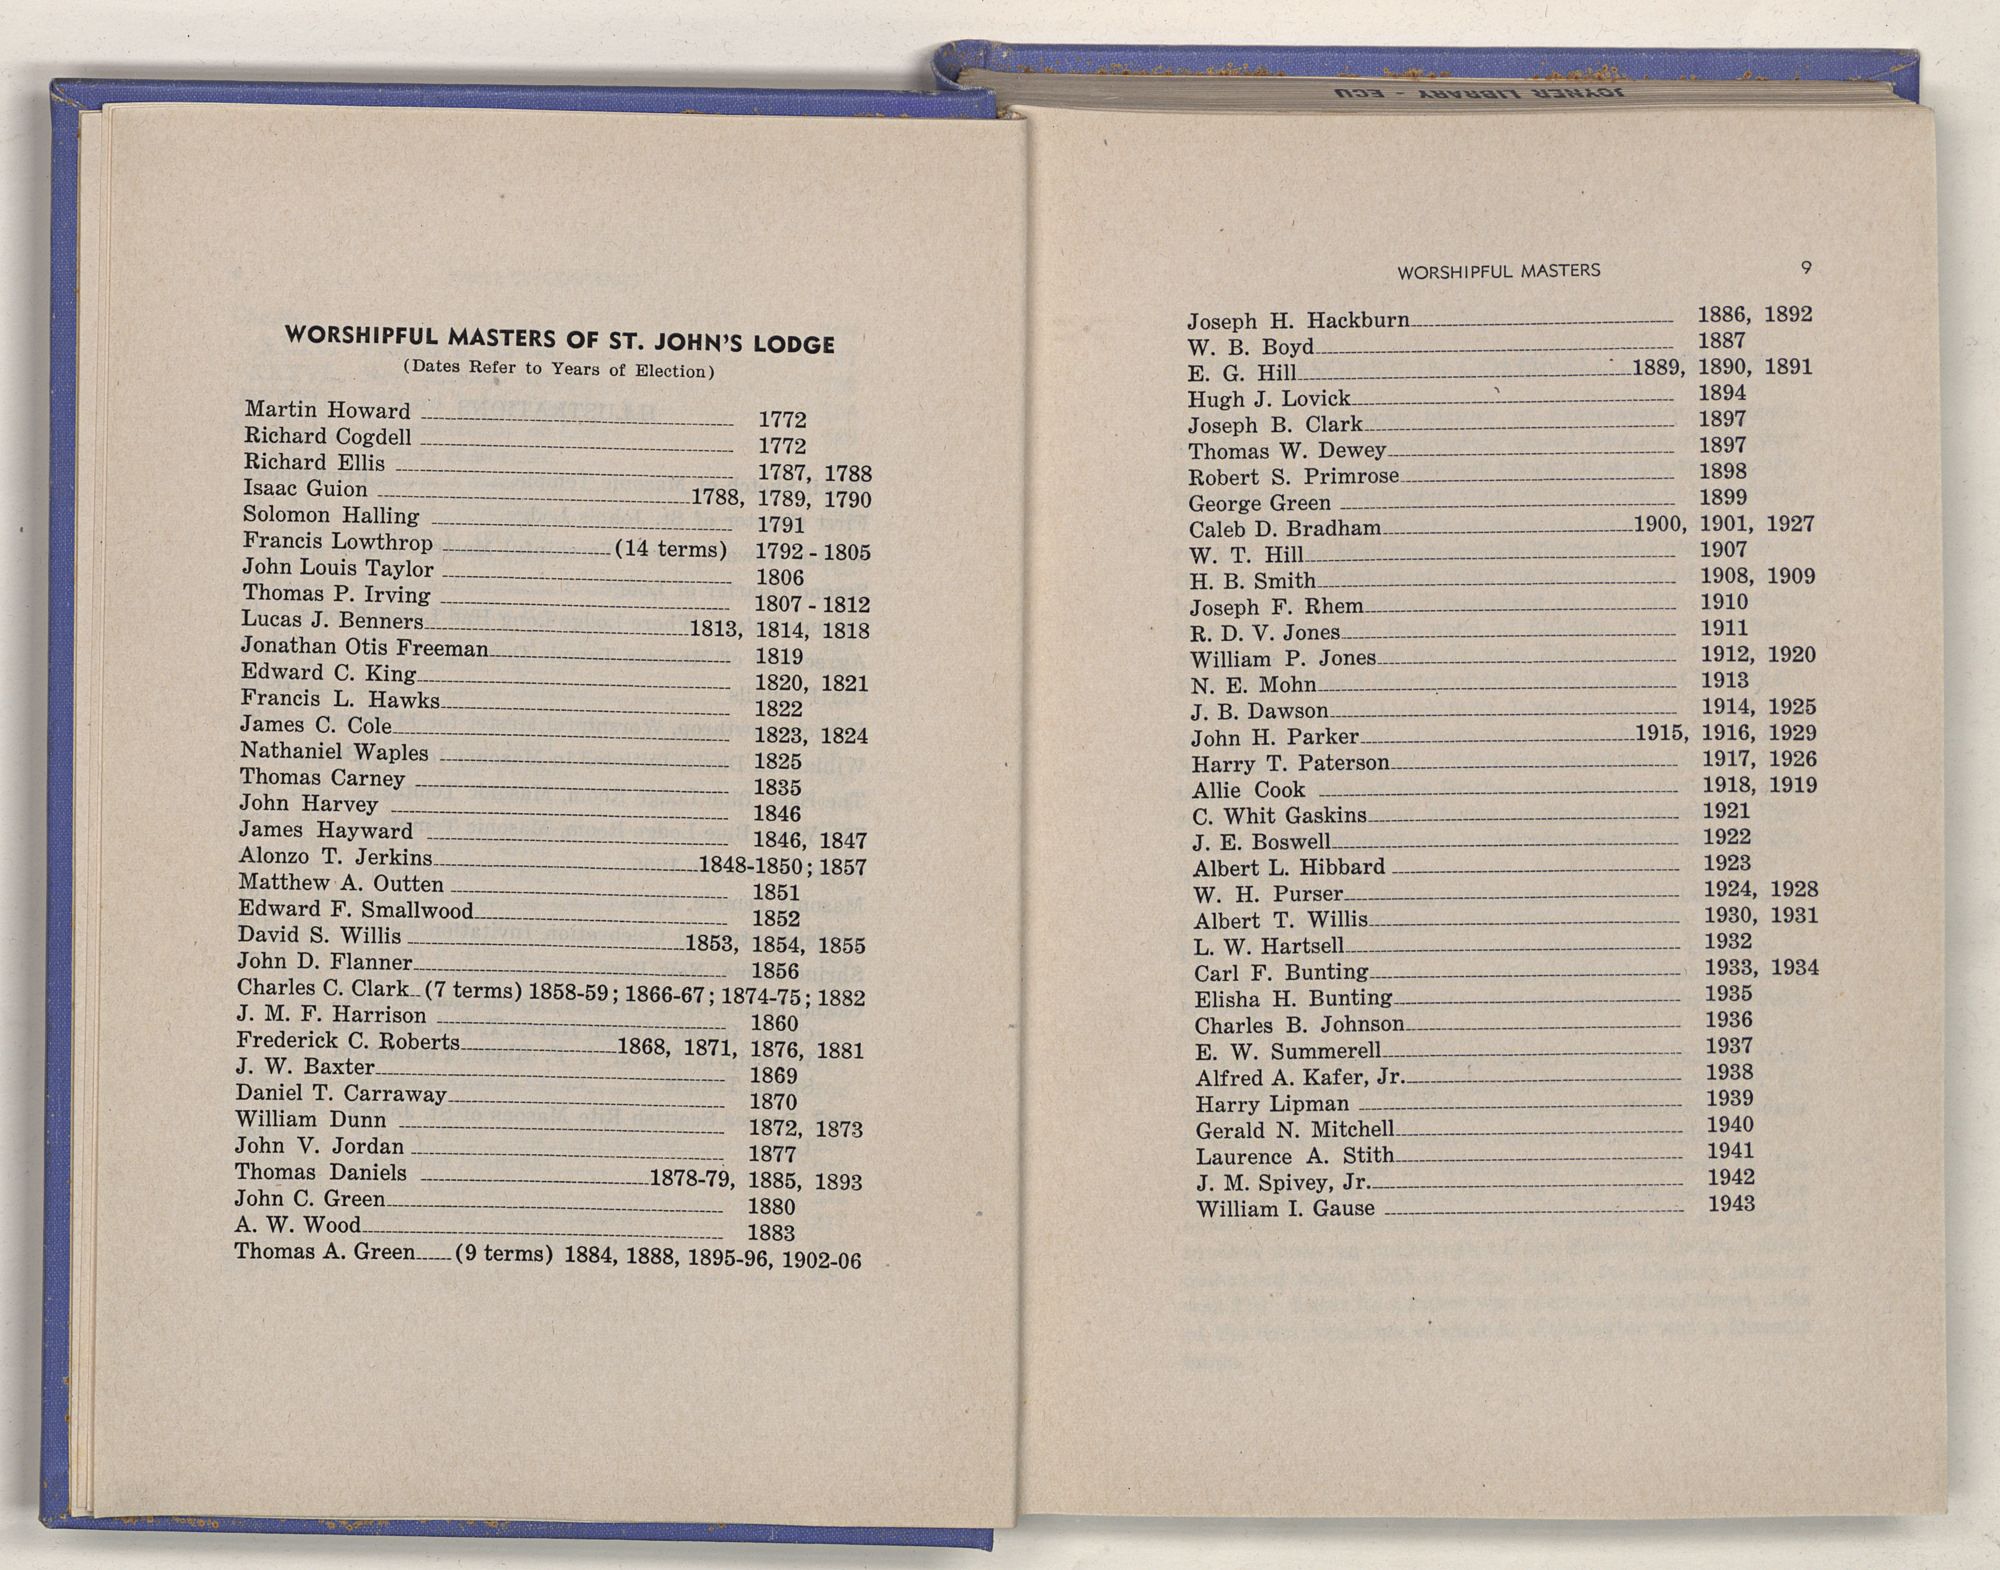 WORSHIPFUL MASTERS OF ST. JOHN'S LODGE
(Dates Refer to Years of Election)
Martin Howard 1772
Richard Cogdell 1772
Richard Ellis 1787, 1788
Isaac Guion 1788, 1789, 1790
Solomon Halling 1791
Francis Lowthrop (14 terms) 1792 - 1805
John Louis Taylor 1806
Thomas P. Irving 1807 - 1812
Lucas J. Benners 1813, 1814, 1818
Jonathan Otis Freeman 1819
Edward C. King 1820, 1821
Francis L. Hawks 1822
James C. Cole 1823, 1824
Nathaniel Waples 1825
Thomas Carney 1835
John Harvey 1846
James Hayward 1846, 1847
Alonzo T. Jerkins 1848-1850; 1857
Matthew A. Outten 1851
Edward F. Smallwood 1852
David S. Willis 1853, 1854, 1855
John D. Flanner 1856
Charles C. Clark (7 terms) 1858-59; 1866-67; 1874-75; 1882
J. M. F. Harrison 1860
Frederick C. Roberts 1868, 1871, 1876, 1881
J. W. Baxter 1869
Daniel T. Carraway 1870
William Dunn 1872, 1873
John V. Jordan 1877
Thomas Daniels 1878-79, 1885, 1893
John C. Green 1880
A. W. Wood 1883
Thomas A. Green (9 terms) 1884, 1888, 1895-96, 1902-06
JOYNER LIBRARY - ECU
WORSHIPFUL MASTERS 9
Joseph H. Hackburn 1886, 1892
W. B. Boyd 1887
E. G. Hill 1889, 1890, 1891
Hugh J. Lovick 1894
Joseph B. Clark 1897
Thomas W. Dewey 1897
Robert S. Primrose 1898
George Green 1899
Caleb D. Bradham 1900, 1901, 1927
W. T. Hill 1907
H. B. Smith 1908, 1909
Joseph F. Rhem 1910
R. D. V. Jones 1911
William P. Jones 1912, 1920
N. E. Mohn 1913
J. B. Dawson 1914, 1925
John H. Parker 1915, 1916, 1929
Harry T. Paterson 1917, 1926
Allie Cook 1918, 1919
C. Whit Gaskins 1921
J. E. Boswell 1922
Albert L. Hibbard 1923
W. H. Purser 1924, 1928
Albert T. Willis 1930, 1931
L. W. Hartsell 1932
Carl F. Bunting 1933, 1934
Elisha H. Bunting 1935
Charles B. Johnson 1936
E. W. Summerell 1937
Alfred A. Kafer, Jr. 1938
Harry Lipman 1939
Gerald N. Mitchell 1940
Laurence A. Stith 1941
J. M. Spivey, Jr. 1942
William I. Gause 1943